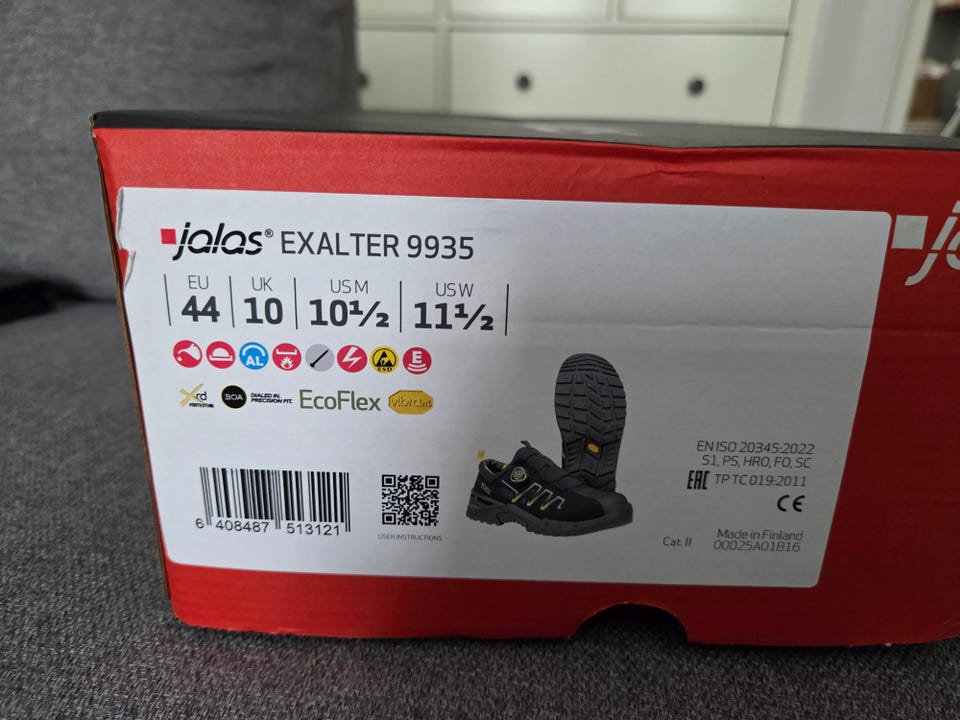 jalas® EXALTER 9935
EU 44
UK 10
US M 10½
US W 11½
AL
ESD
E
xrd
BOA DIALED IN. PRECISION FIT.
EcoFlex
vibram
6 408487 513121
USER INSTRUCTIONS
EN ISO 20345:2022
S1, PS, HRO, FO, SC
EAC TP TC 019:2011
CE
Cat. II
Made in Finland
00025A01B16